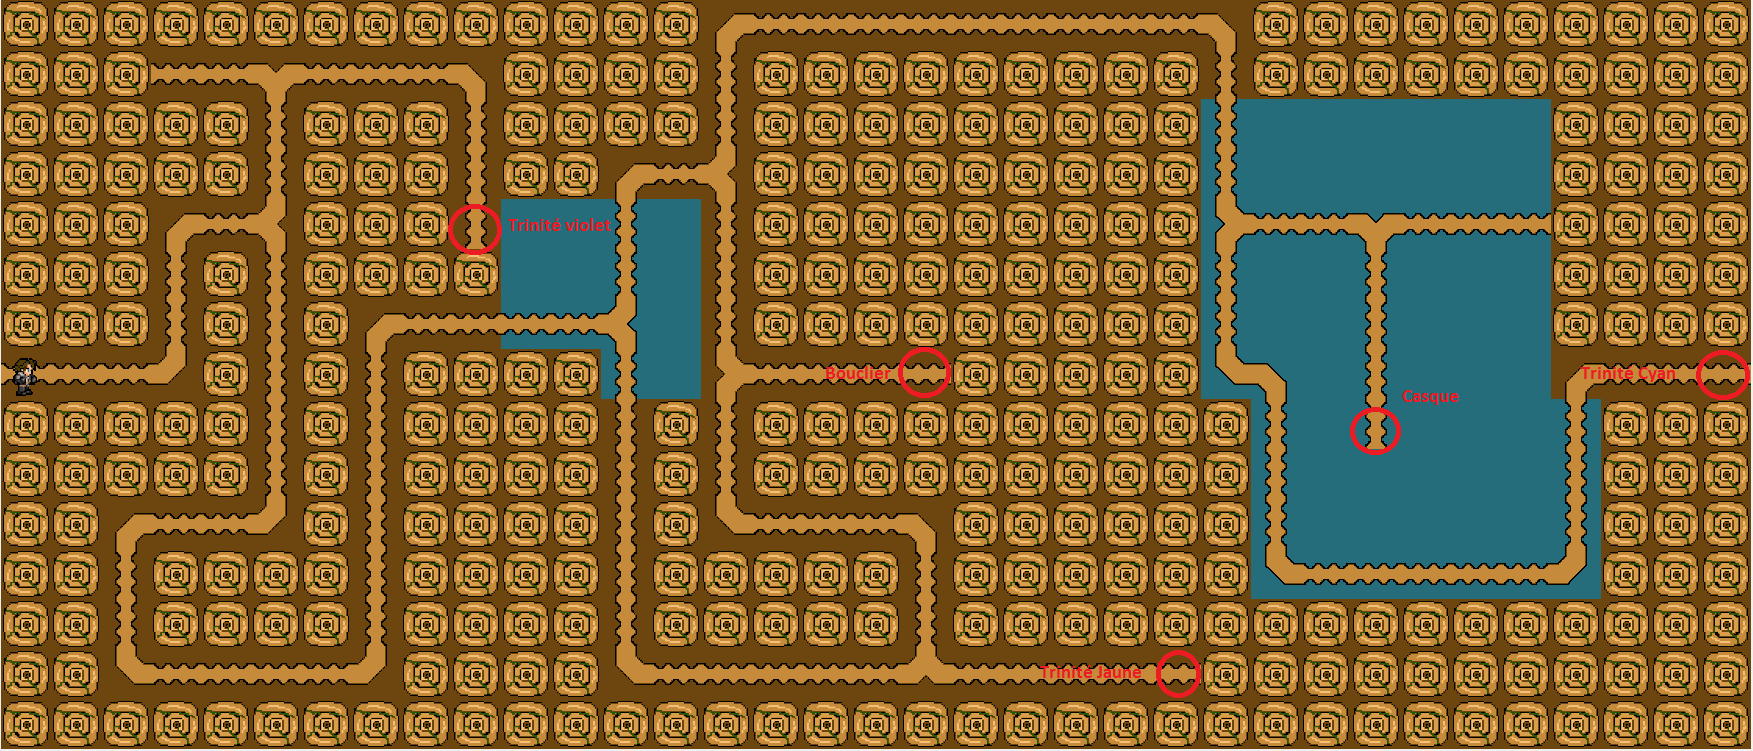 Trinité violet
Bouclier
Trinité Cyan
Casque
Trinité Jaune